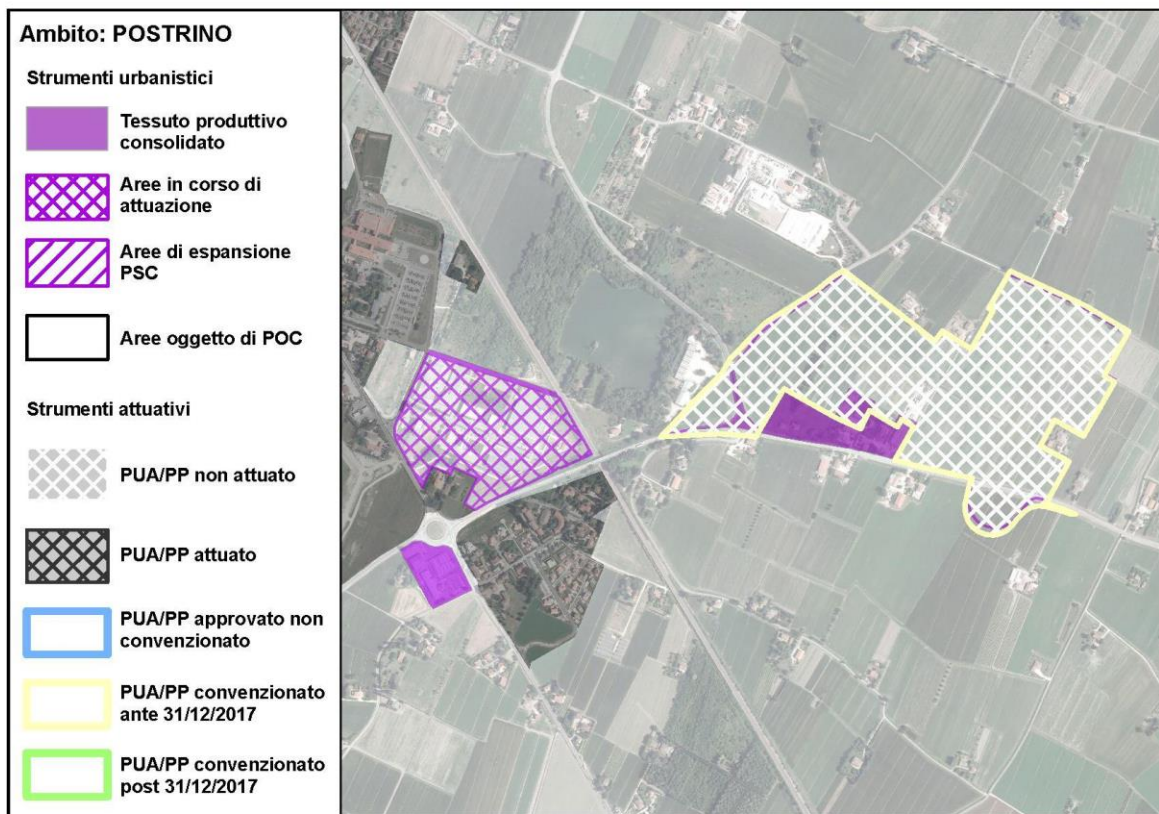 Ambito: POSTRINO
Strumenti urbanistici
Tessuto produttivo
consolidato
Aree in corso di
attuazione
Aree di espansione
PSC
Aree oggetto di POC
Strumenti attuativi
PUA/PP non attuato
PUA/PP attuato
PUA/PP approvato non
convenzionato
PUA/PP convenzionato
ante 31/12/2017
PUA/PP convenzionato
post 31/12/2017